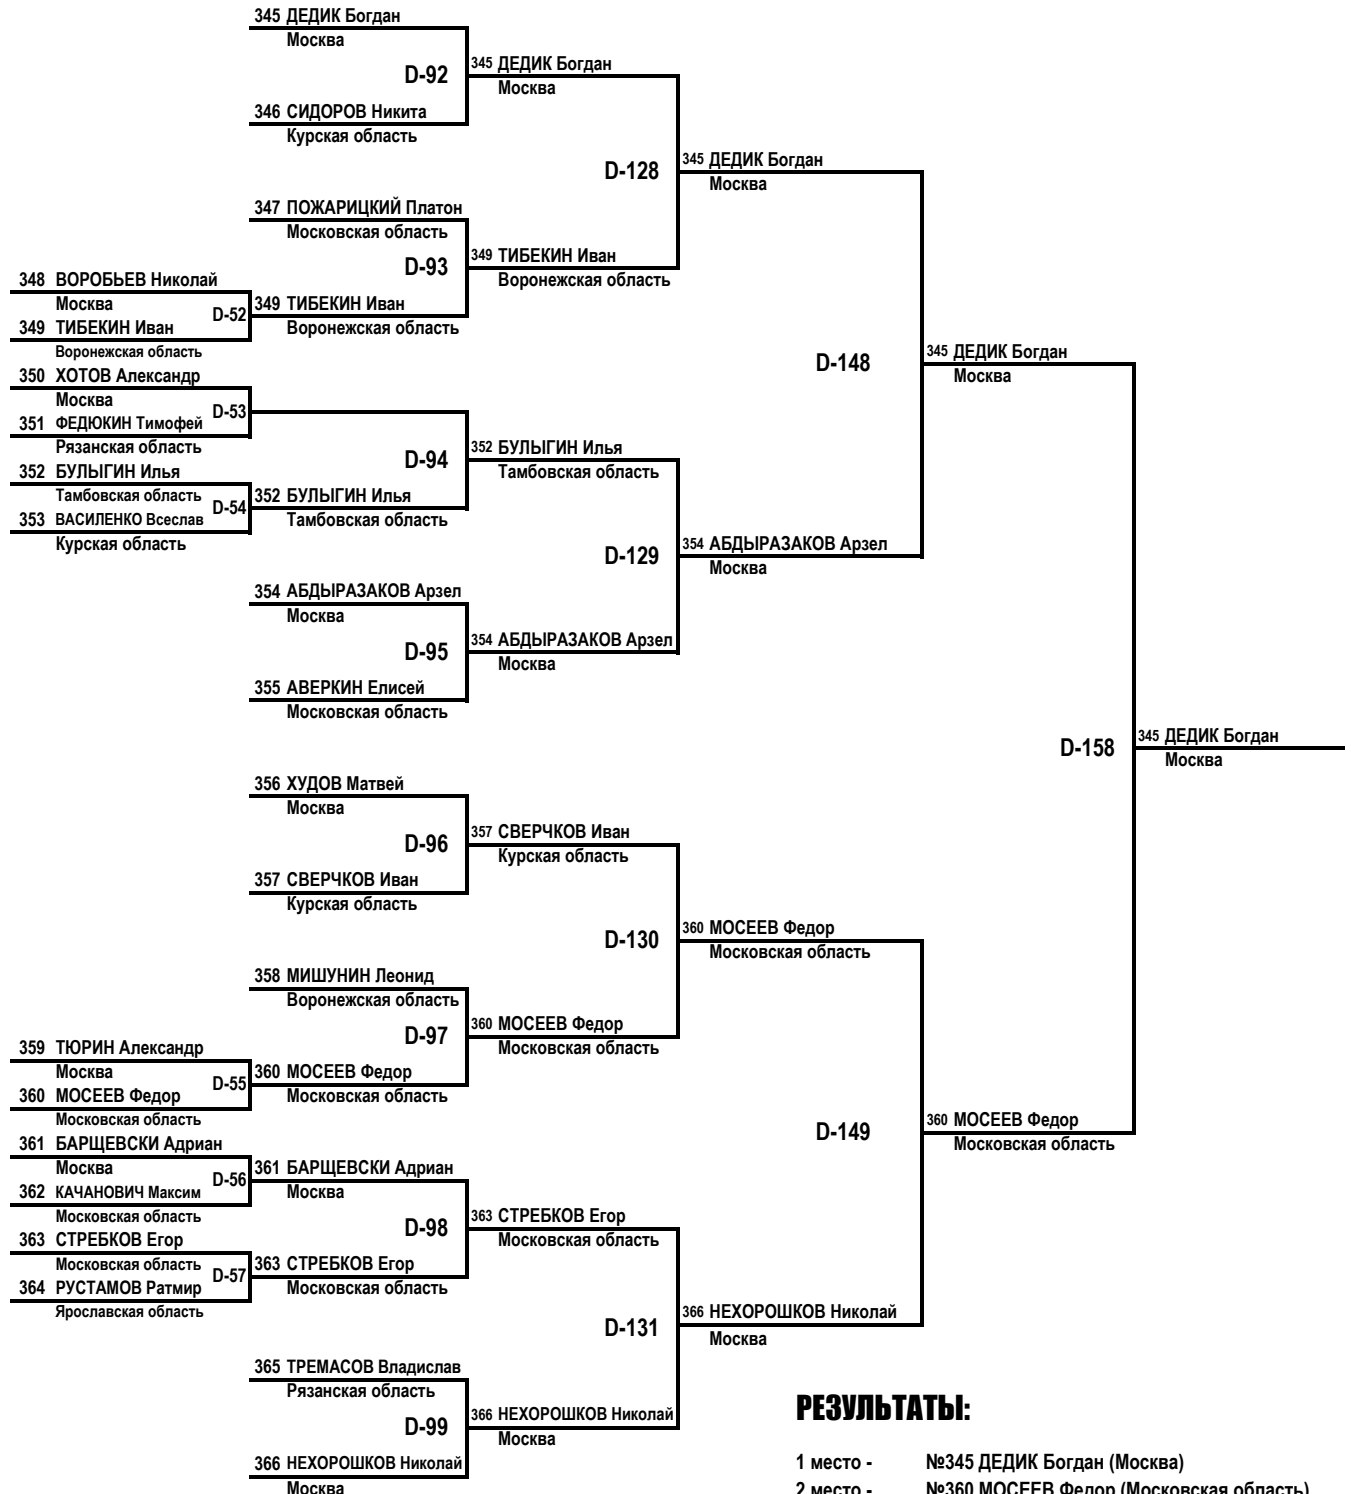 345 ДЕДИК Богдан
Москва
D-92
345 ДЕДИК Богдан
Москва
346 СИДОРОВ Никита
Курская область
D-128
345 ДЕДИК Богдан
Москва
347 ПОЖАРИЦКИЙ Платон
Московская область
D-93
349 ТИБЕКИН Иван
Воронежская область
348 ВОРОБЬЕВ Николай
Москва
D-52
349 ТИБЕКИН Иван
Воронежская область
349 ТИБЕКИН Иван
Воронежская область
D-148
345 ДЕДИК Богдан
Москва
350 ХОТОВ Александр
Москва
D-53
351 ФЕДЮКИН Тимофей
Рязанская область
D-94
352 БУЛЫГИН Илья
Тамбовская область
352 БУЛЫГИН Илья
Тамбовская область
D-54
352 БУЛЫГИН Илья
Тамбовская область
353 ВАСИЛЕНКО Всеслав
Курская область
D-129
354 АБДЫРАЗАКОВ Арзел
Москва
354 АБДЫРАЗАКОВ Арзел
Москва
D-95
354 АБДЫРАЗАКОВ Арзел
Москва
355 АВЕРКИН Елисей
Московская область
D-158
345 ДЕДИК Богдан
Москва
356 ХУДОВ Матвей
Москва
D-96
357 СВЕРЧКОВ Иван
Курская область
357 СВЕРЧКОВ Иван
Курская область
D-130
360 МОСЕЕВ Федор
Московская область
358 МИШУНИН Леонид
Воронежская область
D-97
360 МОСЕЕВ Федор
Московская область
359 ТЮРИН Александр
Москва
D-55
360 МОСЕЕВ Федор
Московская область
360 МОСЕЕВ Федор
Московская область
D-149
360 МОСЕЕВ Федор
Московская область
361 БАРЩЕВСКИ Адриан
Москва
D-56
361 БАРЩЕВСКИ Адриан
Москва
362 КАЧАНОВИЧ Максим
Московская область
D-98
363 СТРЕБКОВ Егор
Московская область
363 СТРЕБКОВ Егор
Московская область
D-57
363 СТРЕБКОВ Егор
Московская область
364 РУСТАМОВ Ратмир
Ярославская область
D-131
366 НЕХОРОШКОВ Николай
Москва
365 ТРЕМАСОВ Владислав
Рязанская область
D-99
366 НЕХОРОШКОВ Николай
Москва
366 НЕХОРОШКОВ Николай
Москва
РЕЗУЛЬТАТЫ:
1 место - №345 ДЕДИК Богдан (Москва)
2 место - №360 МОСЕЕВ Федор (Московская область)